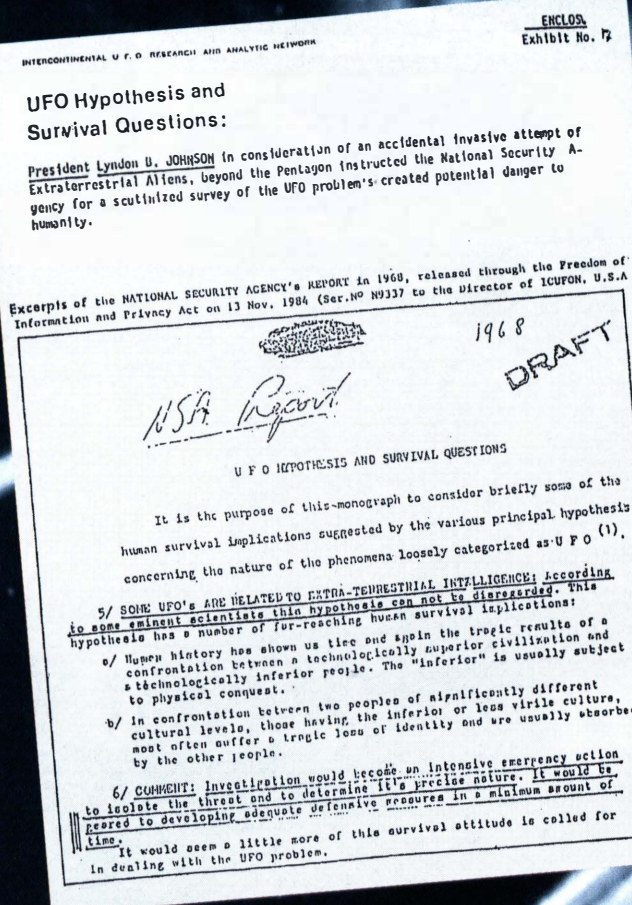 ENCLOS.
Exhibit No. 12
INTERCONTINENTAL U F O RESEARCH AND ANALYTIC NETWORK
UFO Hypothesis and
Survival Questions:
President Lyndon B. JOHNSON in consideration of an accidental invasive attempt of
Extraterrestrial Aliens, beyond the Pentagon instructed the National Security A-
gency for a scutinized survey of the UFO problem's created potential danger to
humanity.
Excerpts of the NATIONAL SECURITY AGENCY's REPORT in 1968, released through the Freedom of
Information and Privacy Act on 13 Nov. 1984 (Ser.Nº N9337 to the Director of ICUFON, U.S.A
1968
DRAFT
NSA Report
U F O HYPOTHESIS AND SURVIVAL QUESTIONS
It is the purpose of this monograph to consider briefly some of the
human survival implications suggested by the various principal hypothesis
concerning the nature of the phenomena loosely categorized as U F O (1).
5/ SOME UFO's ARE RELATED TO EXTRA-TERRESTRIAL INTELLIGENCE: According
to some eminent scientists thin hypothesis can not to disregarded. This
hypothesis has a number of far-reaching human survival implications:
a/ Human history has shown us time and again the tragic results of a
confrontation between a technologically superior civilization and
a technologically inferior people. The "inferior" is usually subject
to physical conquest.
b/ In confrontation between two peoples of significantly different
cultural levels, those having the inferior or less virile culture,
most often suffer a tragic loss of identity and are usually absorbed
by the other people.
6/ COMMENT: Investigation would become an intensive emergency action
to isolate the threat and to determine it's precise nature. It would be
geared to developing adequate defensive measures in a minimum amount of
time.
It would seem a little more of this survival attitude is called for
in dealing with the UFO problem.